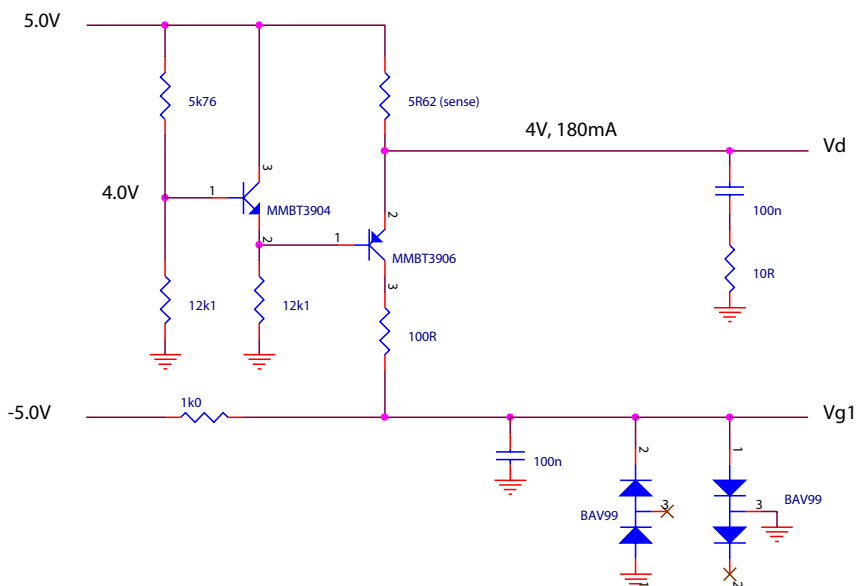 5.0V
5k76
5R62 (sense)
4V, 180mA
Vd
3
4.0V
1
MMBT3904
100n
2
2
1
MMBT3906
3
10R
12k1
12k1
100R
1k0
-5.0V
Vg1
2
1
100n
3
BAV99
3
BAV99
1
2